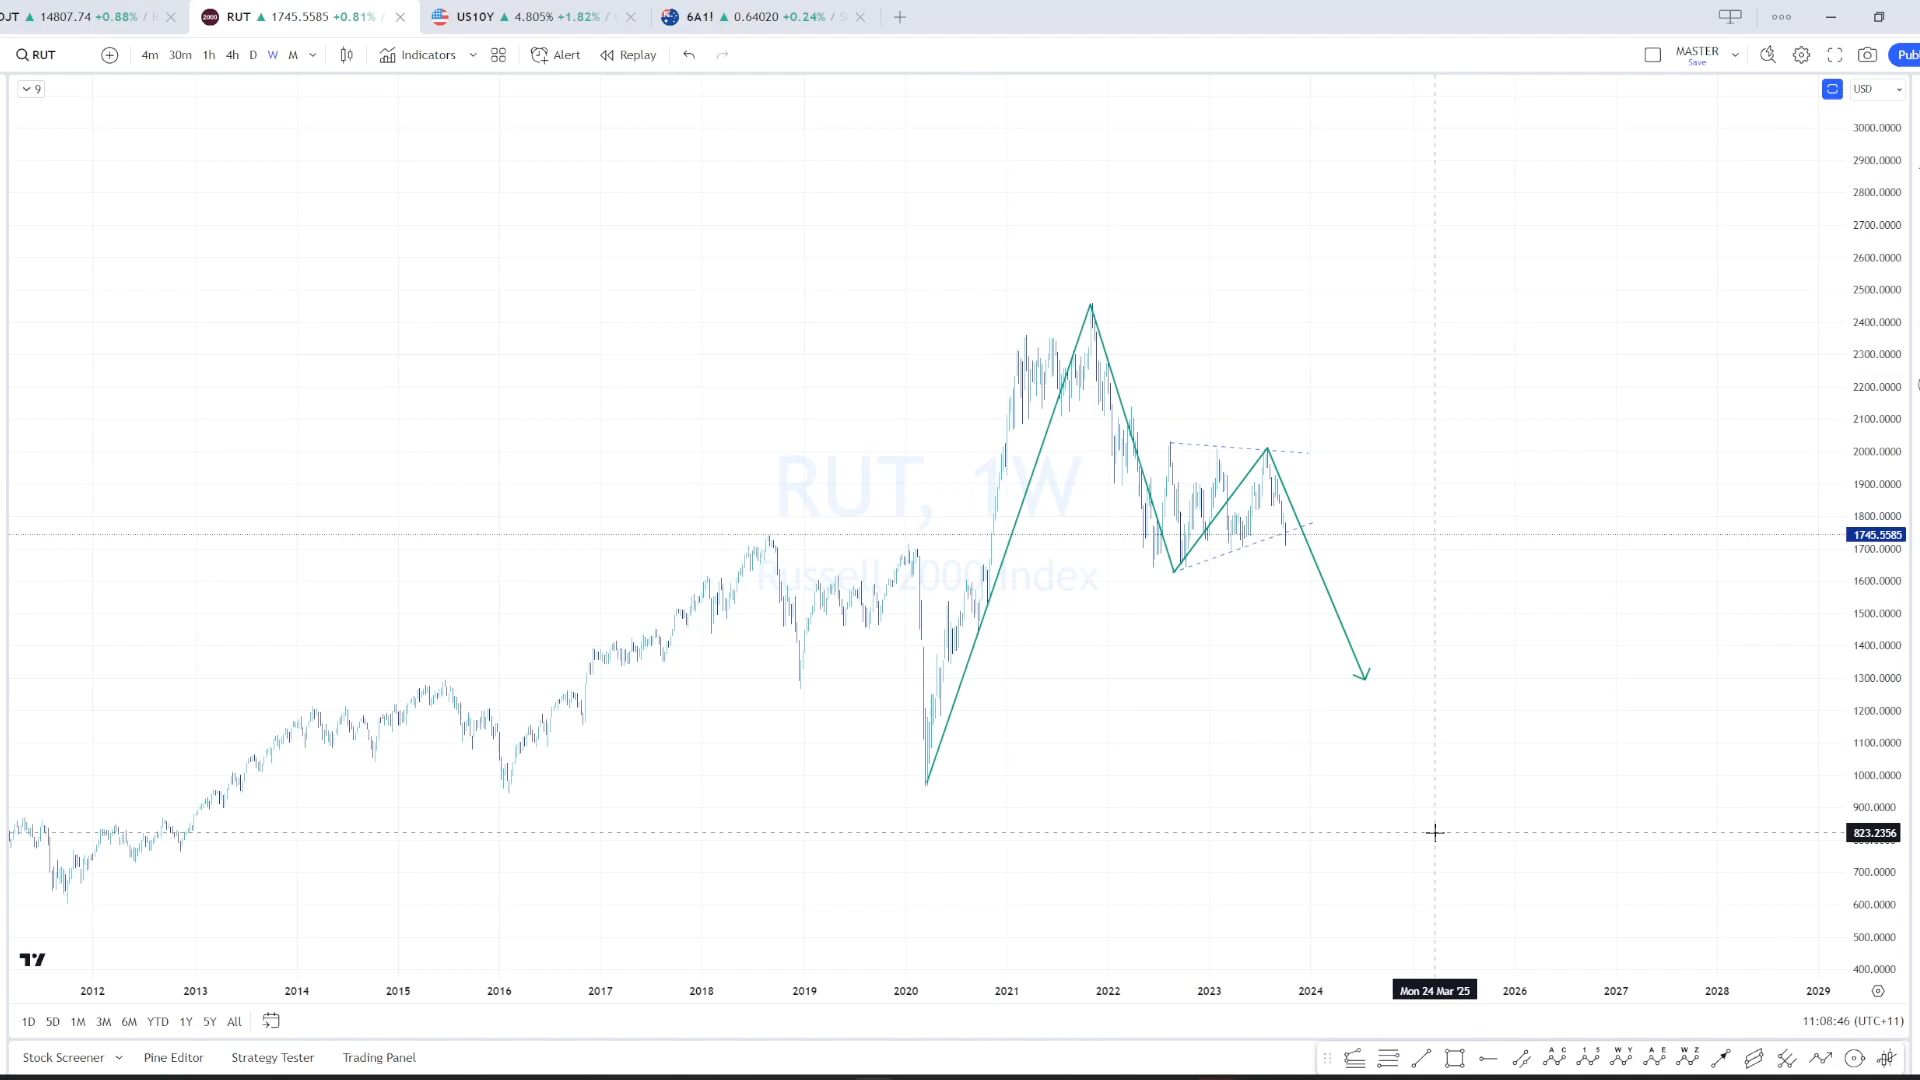 DJT 14807.74 +0.88% /
2000 RUT 1745.5585 +0.81% /
US10Y 4.805% +1.82% /
6A1! 0.64020 +0.24% /
RUT
4m 30m 1h 4h D W M
Indicators
Alert
Replay
MASTER
Save
Publ
9
USD
3000.0000
2900.0000
2800.0000
2700.0000
2600.0000
2500.0000
2400.0000
2300.0000
2200.0000
2100.0000
2000.0000
1900.0000
1800.0000
1745.5585
1700.0000
1600.0000
1500.0000
1400.0000
1300.0000
1200.0000
1100.0000
1000.0000
900.0000
823.2356
700.0000
600.0000
500.0000
400.0000
RUT, 1W
Russell 2000 Index
2012 2013 2014 2015 2016 2017 2018 2019 2020 2021 2022 2023 2024 Mon 24 Mar '25 2026 2027 2028 2029
1D 5D 1M 3M 6M YTD 1Y 5Y All
11:08:46 (UTC+11)
Stock Screener Pine Editor Strategy Tester Trading Panel